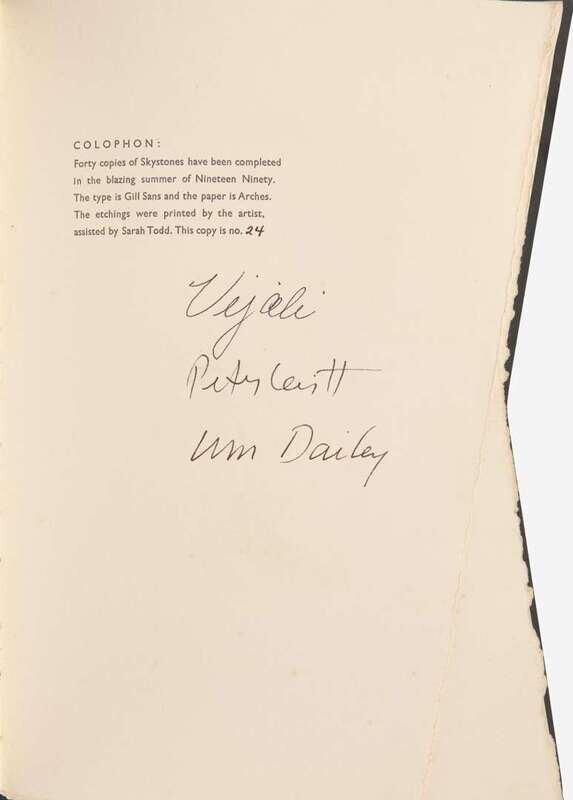 COLOPHON:
Forty copies of Skystones have been completed
in the blazing summer of Nineteen Ninety.
The type is Gill Sans and the paper is Arches.
The etchings were printed by the artist,
assisted by Sarah Todd. This copy is no. 24
Vijali
Peter Levitt
Wm Dailey